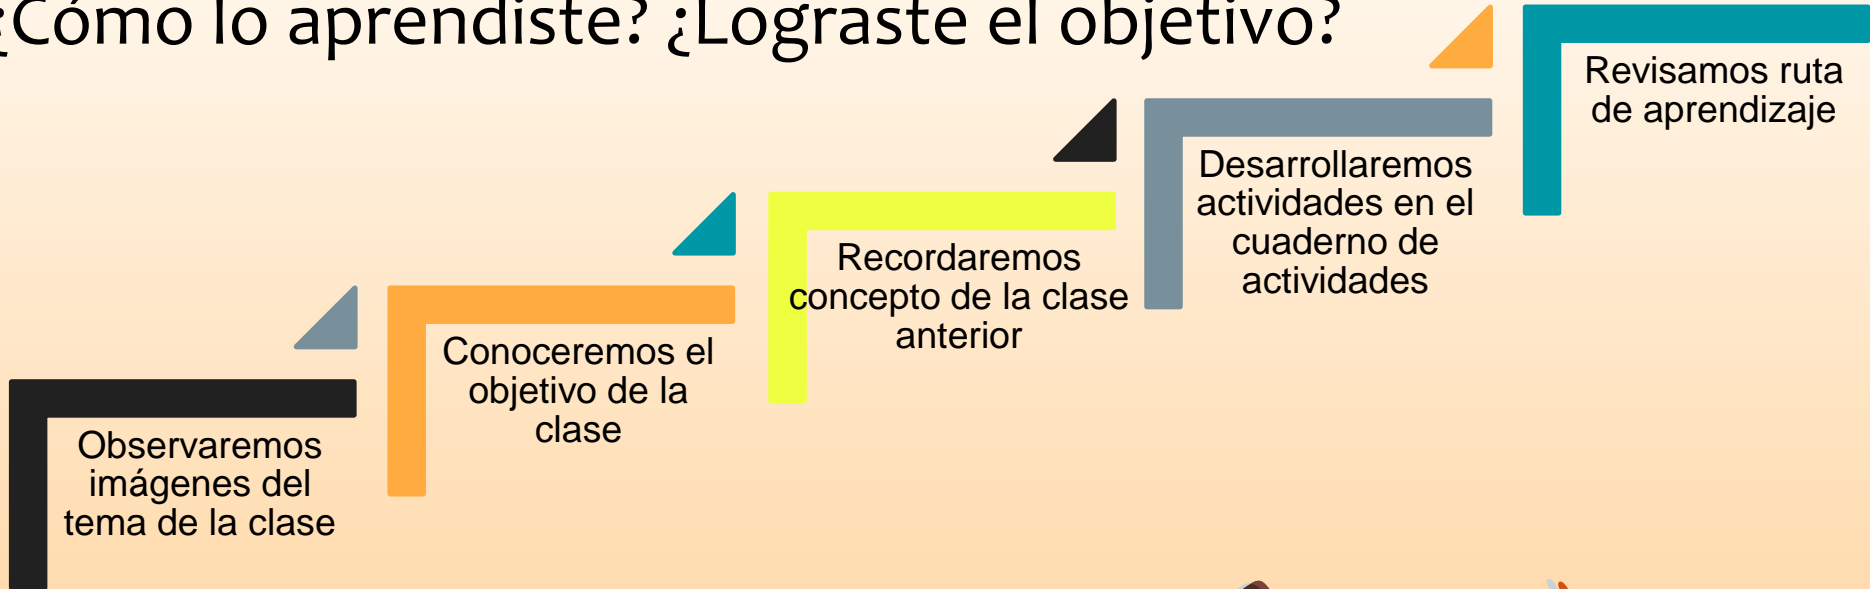 ¿Cómo lo aprendiste? ¿Lograste el objetivo?
Observaremos
imágenes del
tema de la clase
Conoceremos el
objetivo de la
clase
Recordaremos
concepto de la clase
anterior
Desarrollaremos
actividades en el
cuaderno de
actividades
Revisamos ruta
de aprendizaje